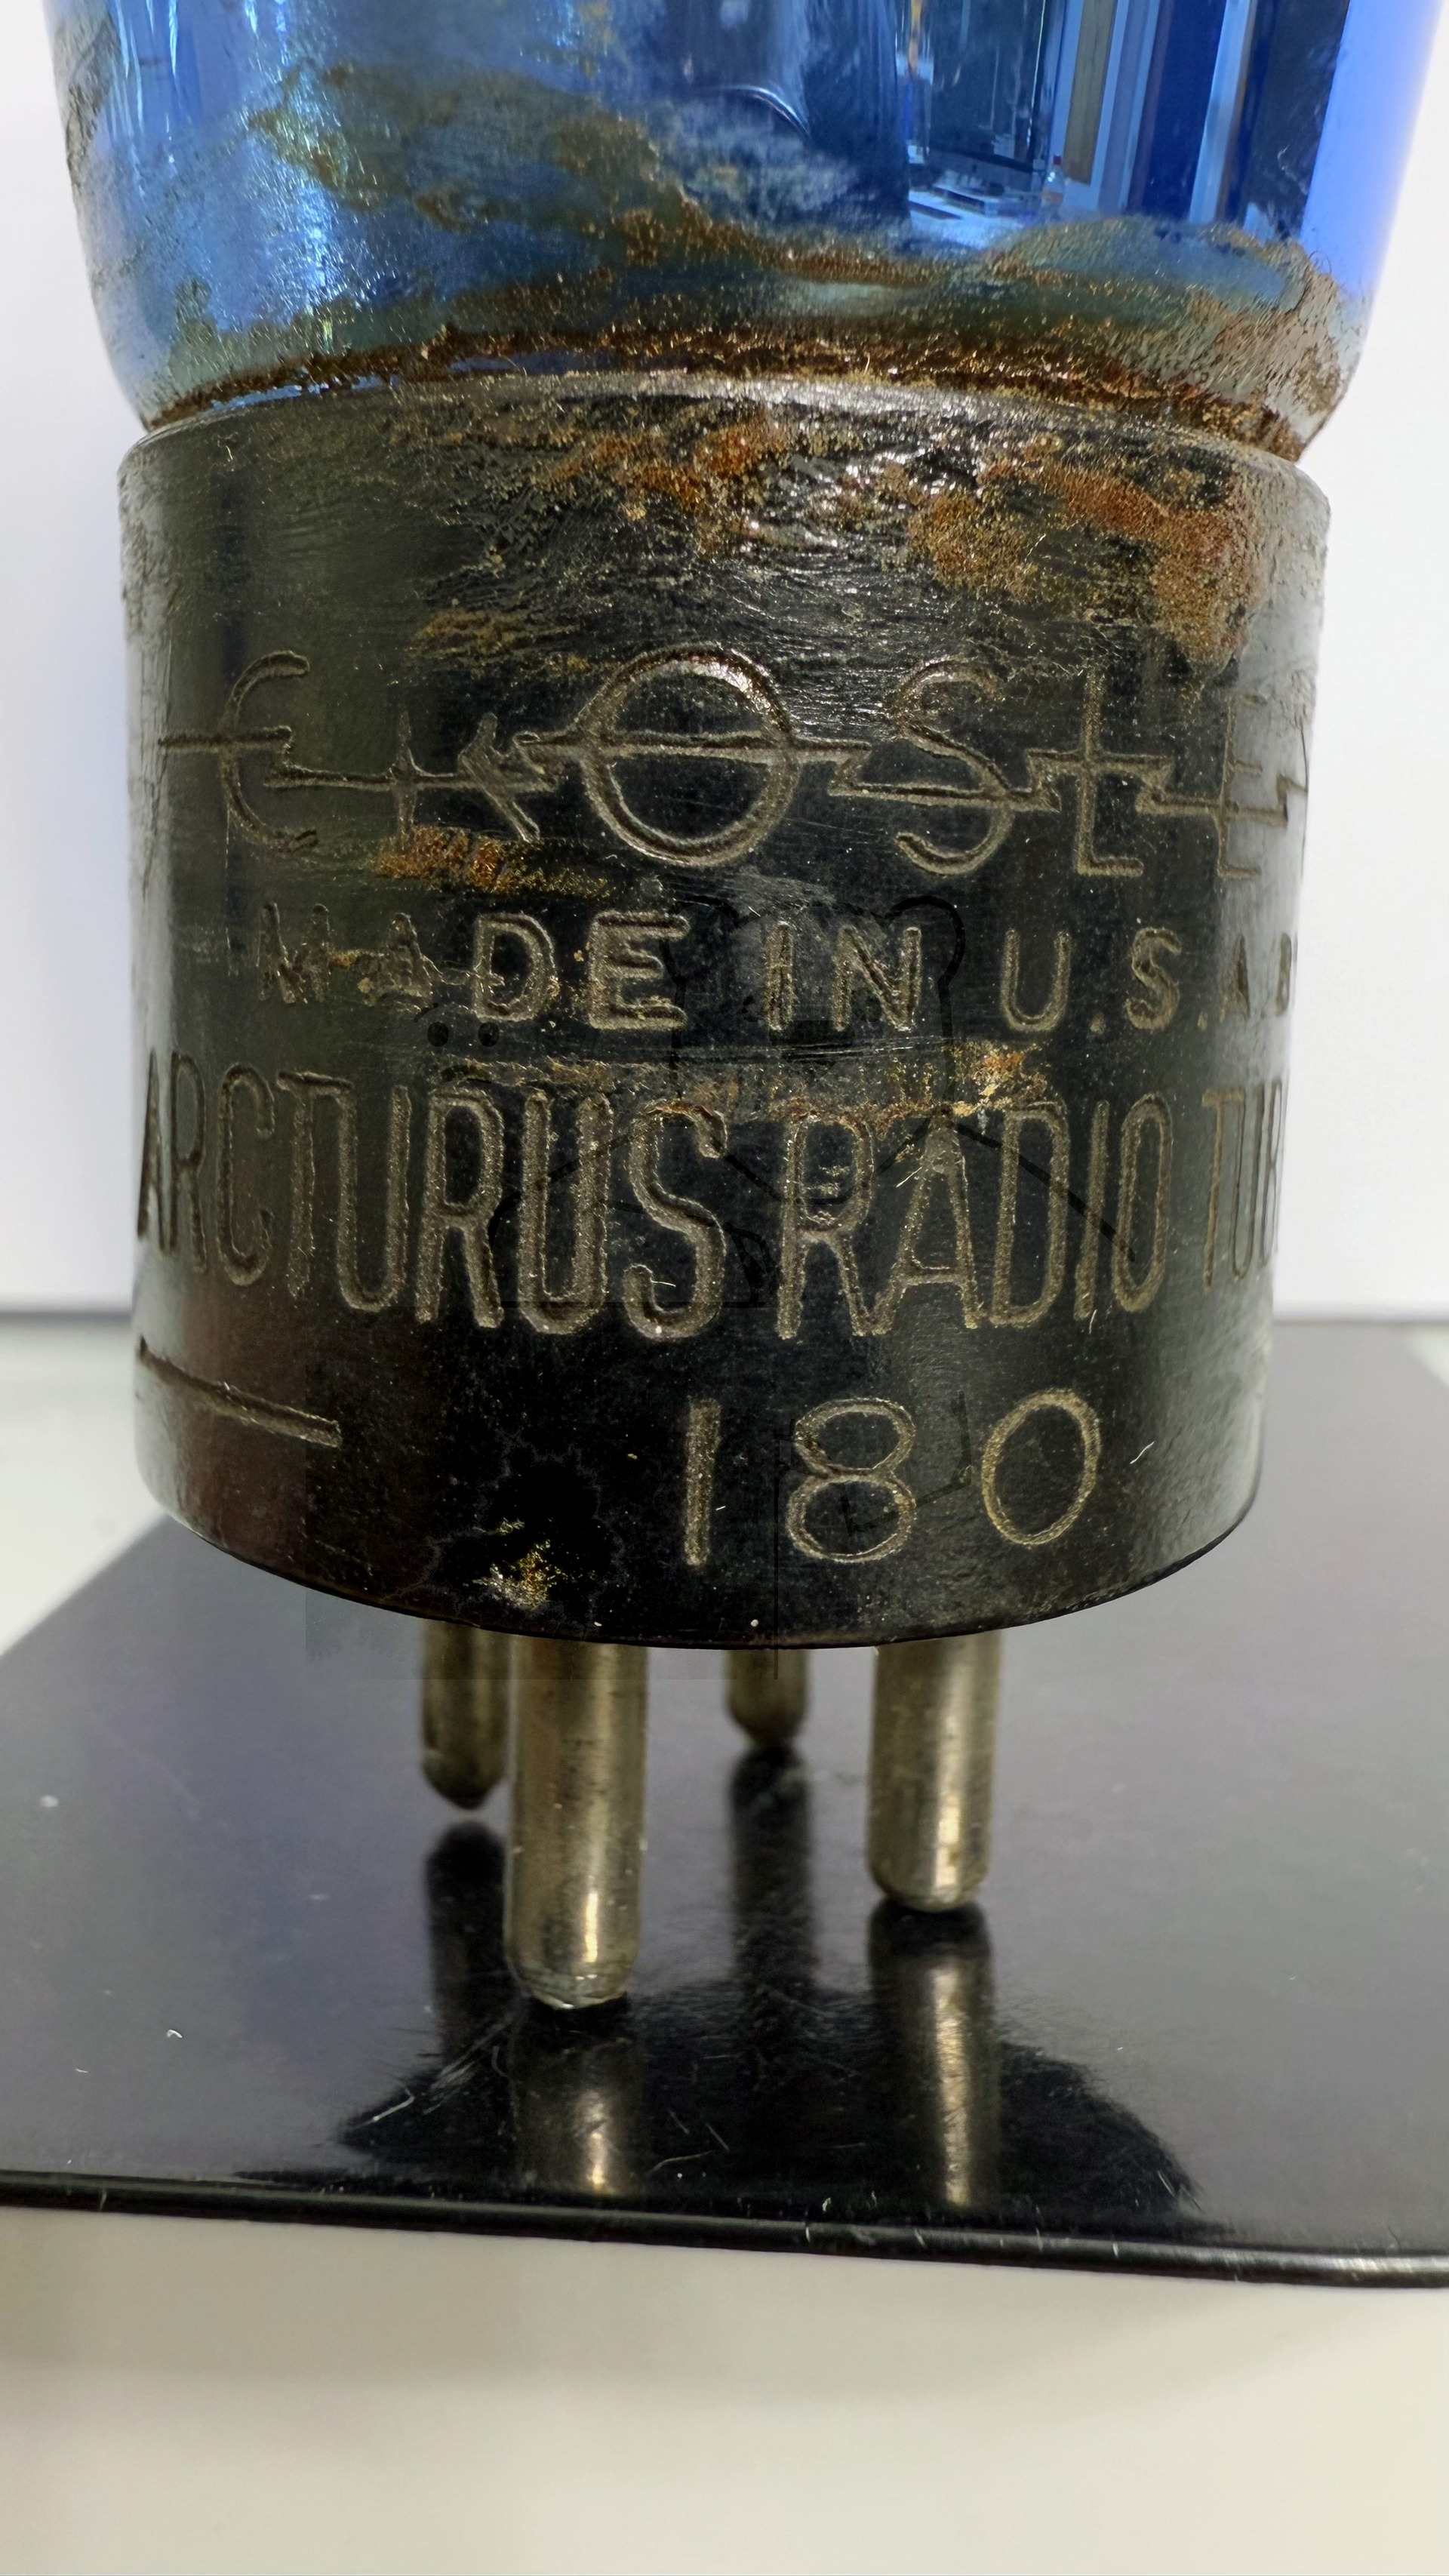 MADE IN U.S.A.
ARCTURUS RADIO TUB
180